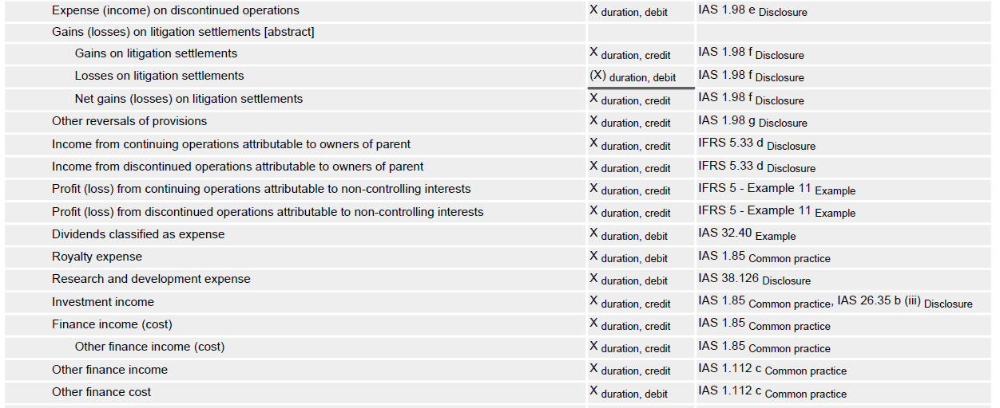 Expense (income) on discontinued operations X duration, debit IAS 1.98 e Disclosure
Gains (losses) on litigation settlements [abstract]
Gains on litigation settlements X duration, credit IAS 1.98 f Disclosure
Losses on litigation settlements (X) duration, debit IAS 1.98 f Disclosure
Net gains (losses) on litigation settlements X duration, credit IAS 1.98 f Disclosure
Other reversals of provisions X duration, credit IAS 1.98 g Disclosure
Income from continuing operations attributable to owners of parent X duration, credit IFRS 5.33 d Disclosure
Income from discontinued operations attributable to owners of parent X duration, credit IFRS 5.33 d Disclosure
Profit (loss) from continuing operations attributable to non-controlling interests X duration, credit IFRS 5 - Example 11 Example
Profit (loss) from discontinued operations attributable to non-controlling interests X duration, credit IFRS 5 - Example 11 Example
Dividends classified as expense X duration, debit IAS 32.40 Example
Royalty expense X duration, debit IAS 1.85 Common practice
Research and development expense X duration, debit IAS 38.126 Disclosure
Investment income X duration, credit IAS 1.85 Common practice, IAS 26.35 b (iii) Disclosure
Finance income (cost) X duration, credit IAS 1.85 Common practice
Other finance income (cost) X duration, credit IAS 1.85 Common practice
Other finance income X duration, credit IAS 1.112 c Common practice
Other finance cost X duration, debit IAS 1.112 c Common practice